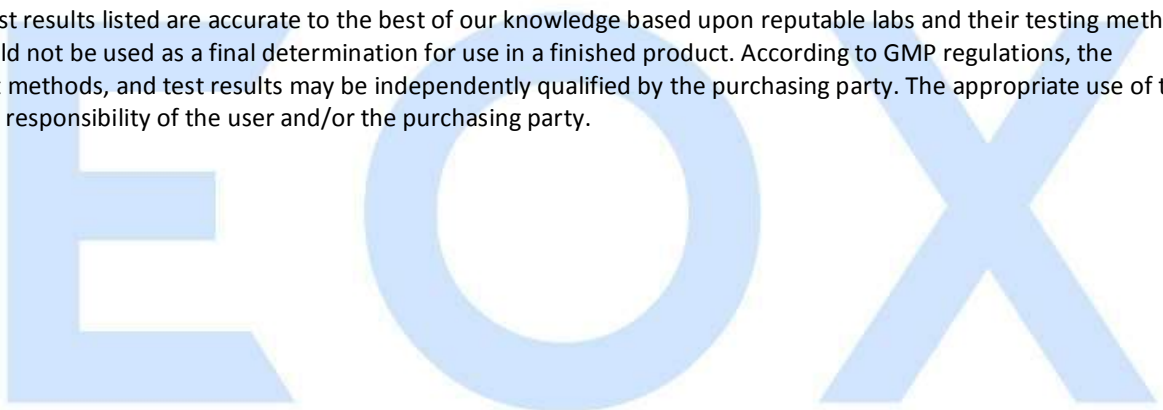 st results listed are accurate to the best of our knowledge based upon reputable labs and their testing meth
ld not be used as a final determination for use in a finished product. According to GMP regulations, the
t methods, and test results may be independently qualified by the purchasing party. The appropriate use of t
responsibility of the user and/or the purchasing party.
EOX